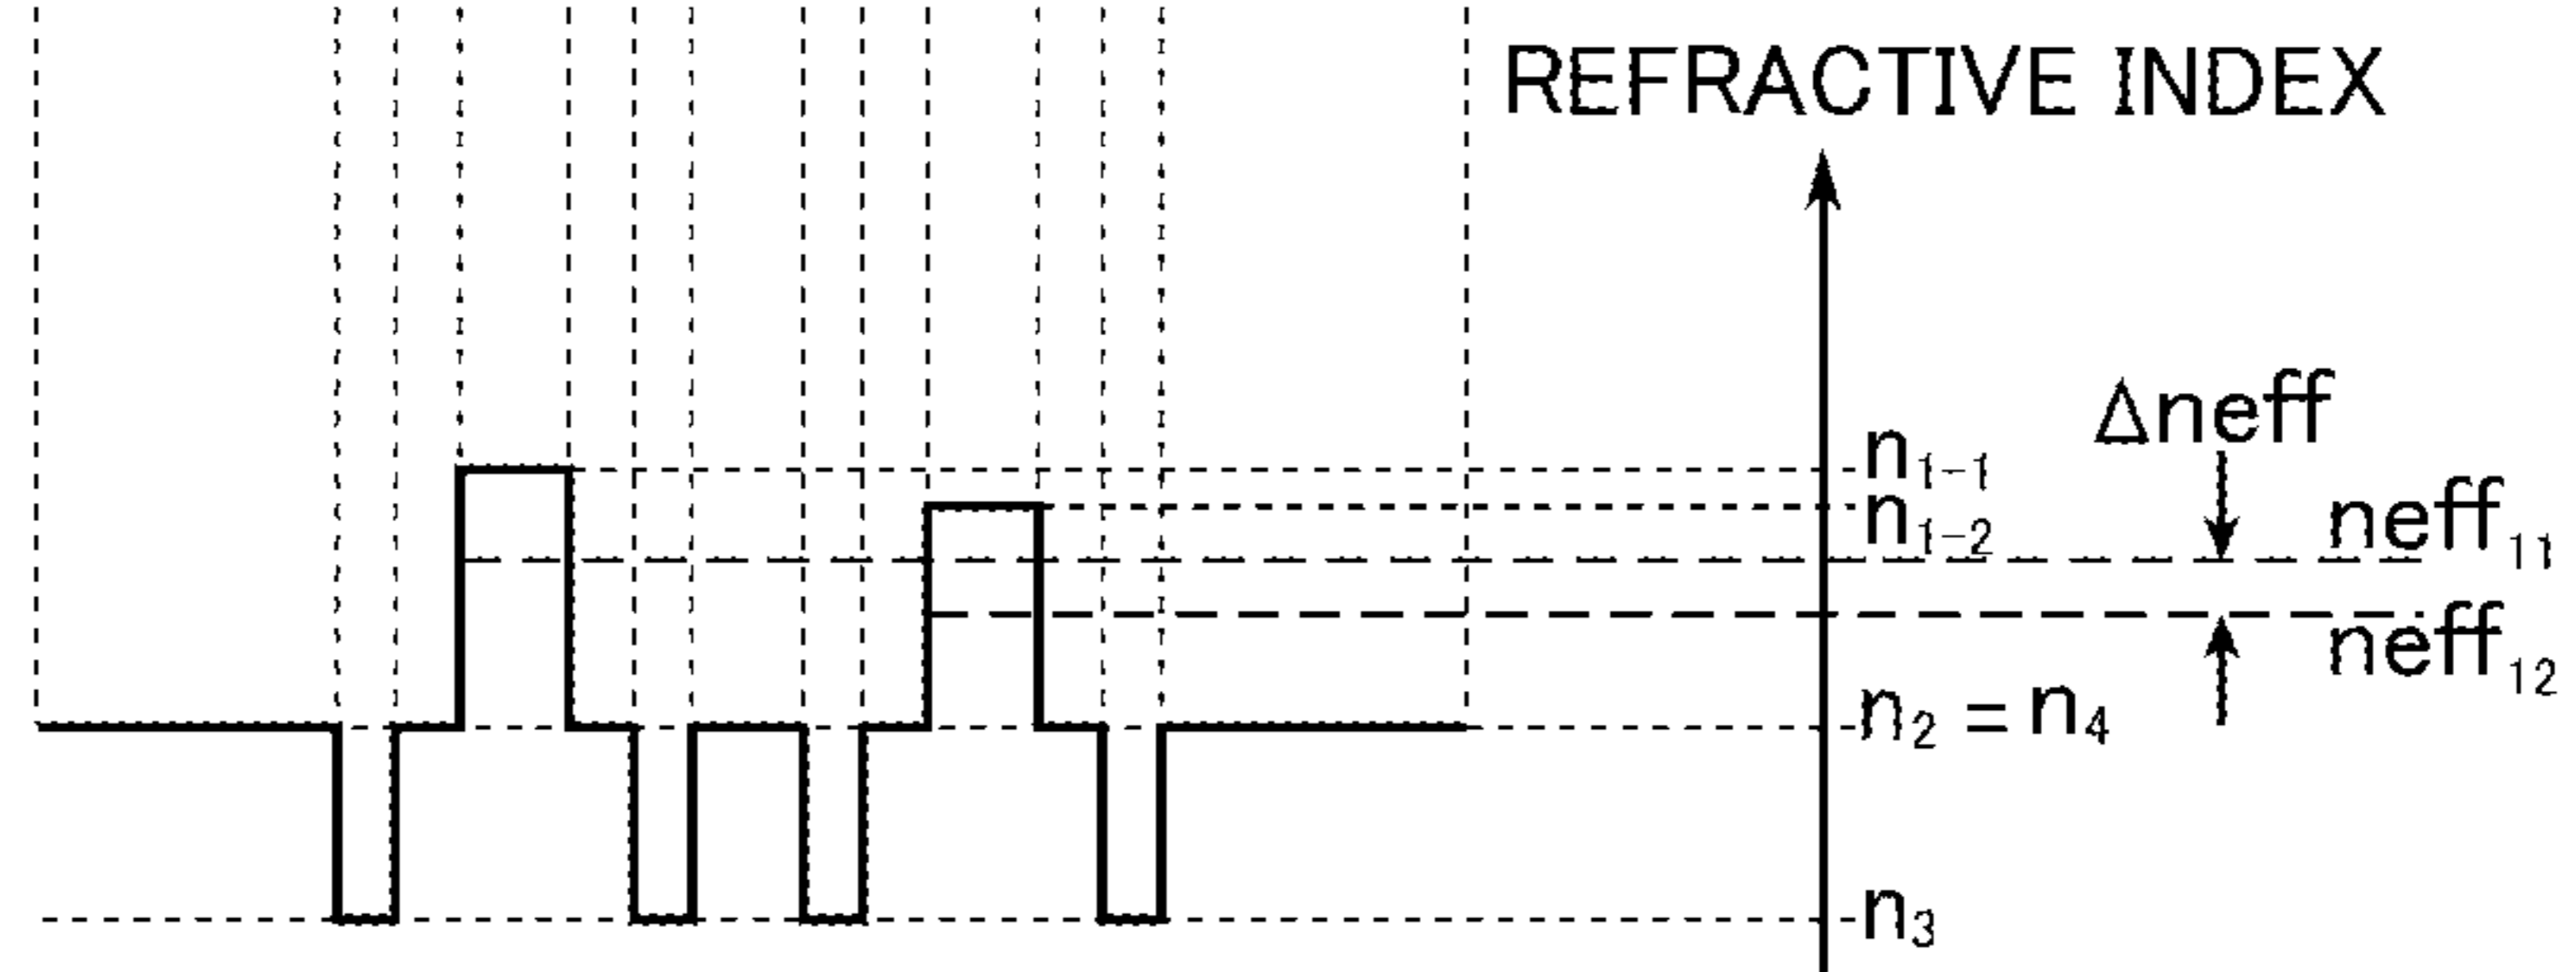 REFRACTIVE INDEX
Δneff
n1-1
n1-2
neff11
neff12
n2 = n4
n3